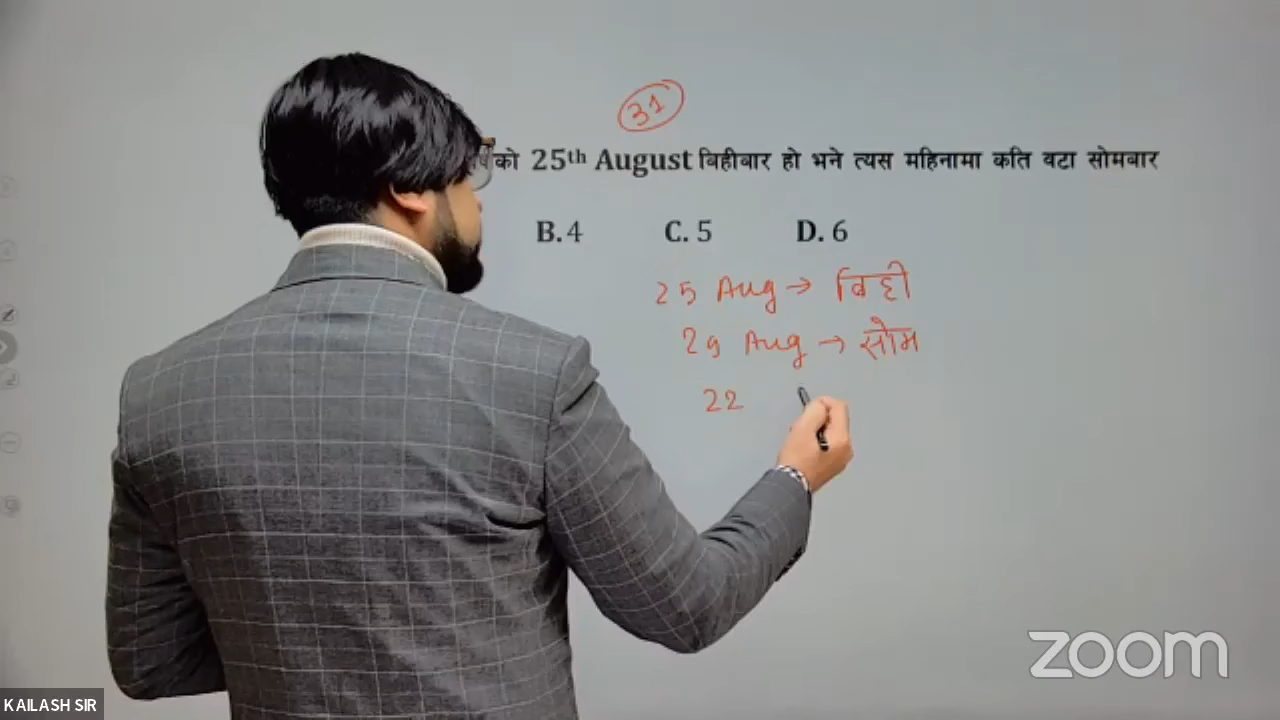 31
को 25th August बिहीबार हो भने त्यस महिनामा कति वटा सोमबार
B. 4 C. 5 D. 6
25 Aug → बिही
29 Aug → सोम
22
zoom
KAILASH SIR